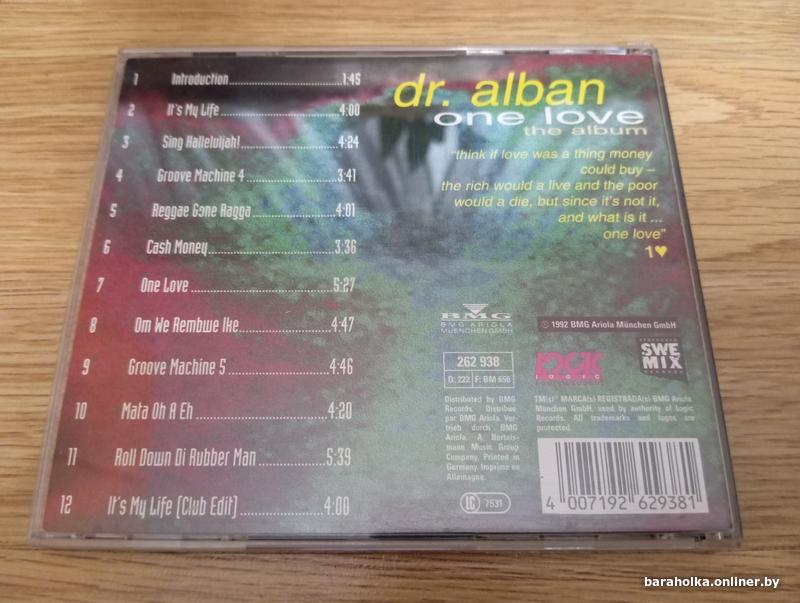 1 Introduction 1:45
2 It's My Life 4:00
3 Sing Hallelujah! 4:24
4 Groove Machine 4 3:41
5 Reggae Gone Ragga 4:01
6 Cash Money 3:36
7 One Love 5:27
8 Om We Rembwe Ike 4:47
9 Groove Machine 5 4:46
10 Mata Oh A Eh 4:20
11 Roll Down Di Rubber Man 5:39
12 It's My Life (Club Edit) 4:00
dr. alban
one love
the album
"think if love was a thing money
could buy –
the rich would a live and the poor
would a die, but since it's not it,
and what is it ...
one love"
1♥
BMG
BMG ARIOLA
MUENCHEN GMBH
℗ 1992 BMG Ariola München GmbH
262 938
D: 222 F: BM 650
LOGIC
logic
SWE
MIX
Distributed by BMG
Records. Distribué
par BMG Ariola. Ver-
trieb durch BMG
Ariola. A Bertels-
mann Music Group
Company. Printed in
Germany. Imprimé en
Allemagne.
TM(s)® MARCA(s) REGISTRADA(s) BMG Ariola
München GmbH, used by authority of Logic
Records. All trademarks and logos are
protected.
LC 7531
4 007192 629381
baraholka.onliner.by